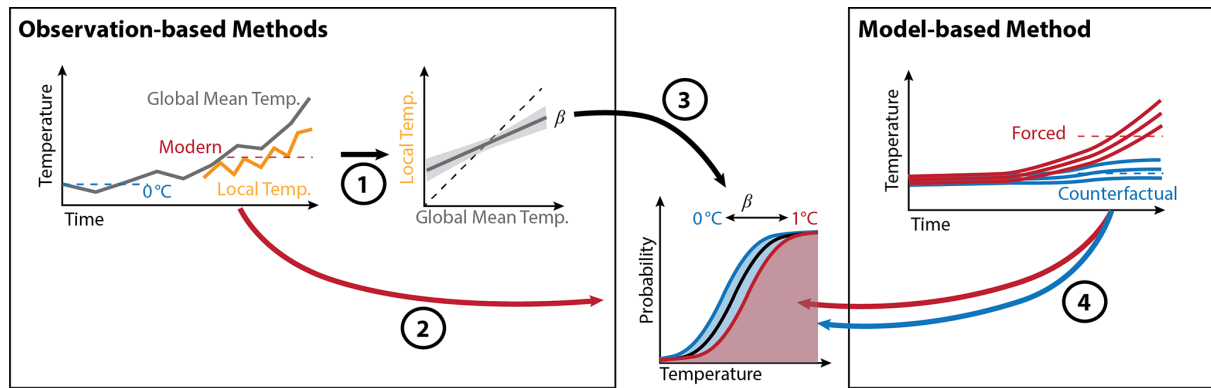 Observation-based Methods
Temperature
Global Mean Temp.
Modern
0 °C
Local Temp.
Time
1
Local Temp.
β
Global Mean Temp.
2
3
β
0 °C
1°C
Probability
Temperature
Model-based Method
Temperature
Forced
Counterfactual
Time
4